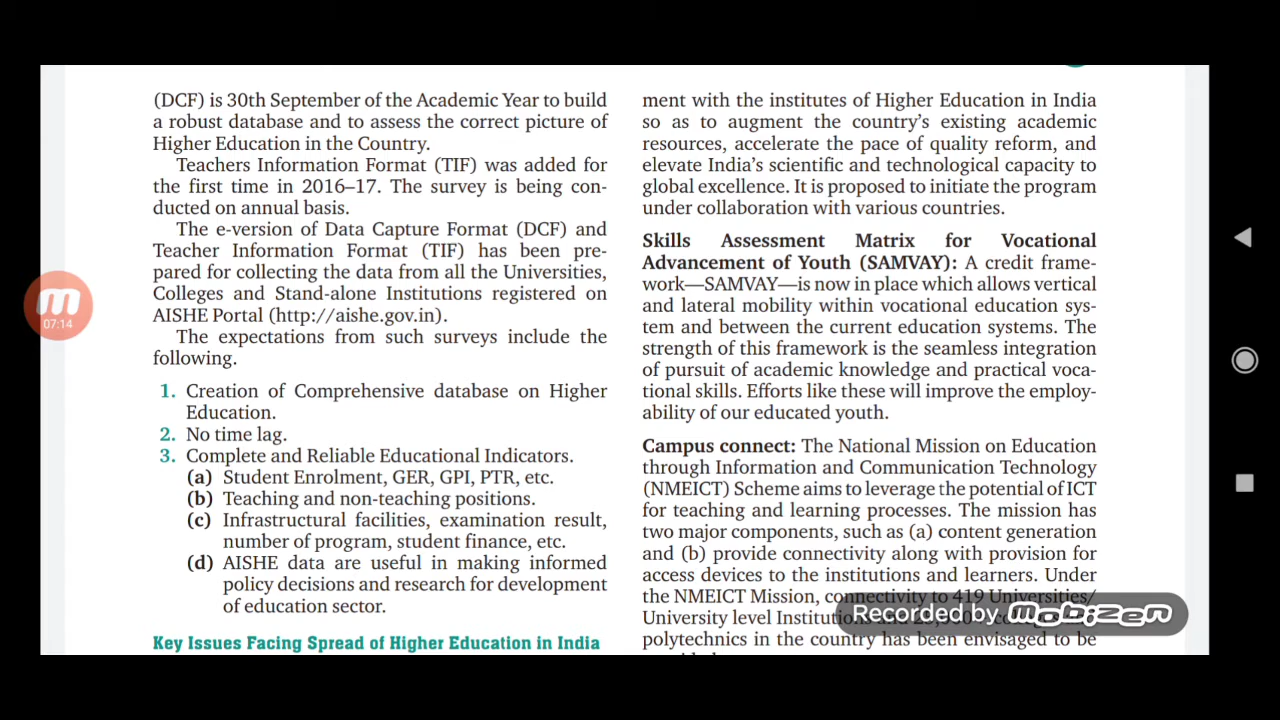 (DCF) is 30th September of the Academic Year to build
a robust database and to assess the correct picture of
Higher Education in the Country.
Teachers Information Format (TIF) was added for
the first time in 2016–17. The survey is being con-
ducted on annual basis.
The e-version of Data Capture Format (DCF) and
Teacher Information Format (TIF) has been pre-
pared for collecting the data from all the Universities,
Colleges and Stand-alone Institutions registered on
AISHE Portal (http://aishe.gov.in).
The expectations from such surveys include the
following.
1. Creation of Comprehensive database on Higher
Education.
2. No time lag.
3. Complete and Reliable Educational Indicators.
(a) Student Enrolment, GER, GPI, PTR, etc.
(b) Teaching and non-teaching positions.
(c) Infrastructural facilities, examination result,
number of program, student finance, etc.
(d) AISHE data are useful in making informed
policy decisions and research for development
of education sector.
Key Issues Facing Spread of Higher Education in India
ment with the institutes of Higher Education in India
so as to augment the country's existing academic
resources, accelerate the pace of quality reform, and
elevate India's scientific and technological capacity to
global excellence. It is proposed to initiate the program
under collaboration with various countries.
Skills Assessment Matrix for Vocational
Advancement of Youth (SAMVAY): A credit frame-
work—SAMVAY—is now in place which allows vertical
and lateral mobility within vocational education sys-
tem and between the current education systems. The
strength of this framework is the seamless integration
of pursuit of academic knowledge and practical voca-
tional skills. Efforts like these will improve the employ-
ability of our educated youth.
Campus connect: The National Mission on Education
through Information and Communication Technology
(NMEICT) Scheme aims to leverage the potential of ICT
for teaching and learning processes. The mission has
two major components, such as (a) content generation
and (b) provide connectivity along with provision for
access devices to the institutions and learners. Under
the NMEICT Mission, connectivity to 419 Universities/
University level
polytechnics in the country has been envisaged to be
07:14
Recorded by mobizen